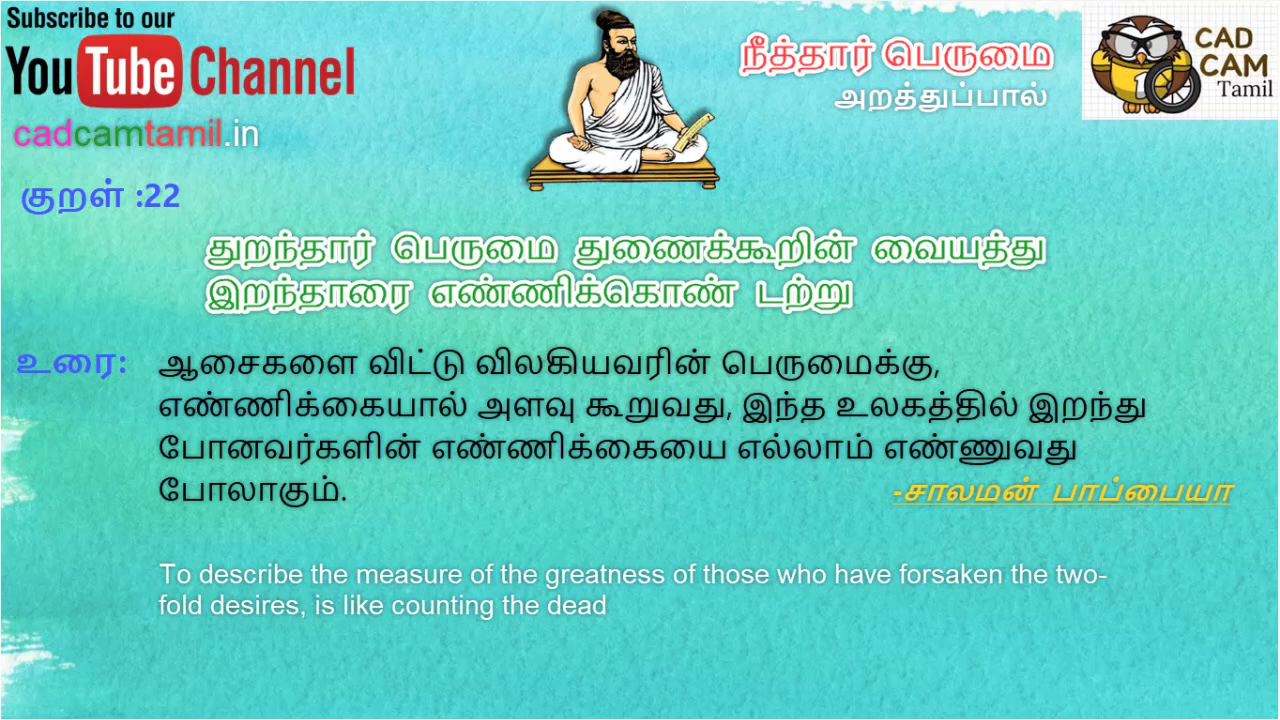 Subscribe to our
YouTube Channel
cadcamtamil.in
நீத்தார் பெருமை
அறத்துப்பால்
CAD
CAM
Tamil
குறள் :22
துறந்தார் பெருமை துணைக்கூறின் வையத்து
இறந்தாரை எண்ணிக்கொண் டற்று
உரை:
ஆசைகளை விட்டு விலகியவரின் பெருமைக்கு,
எண்ணிக்கையால் அளவு கூறுவது, இந்த உலகத்தில் இறந்து
போனவர்களின் எண்ணிக்கையை எல்லாம் எண்ணுவது
போலாகும்.
-சாலமன் பாப்பையா
To describe the measure of the greatness of those who have forsaken the two-
fold desires, is like counting the dead